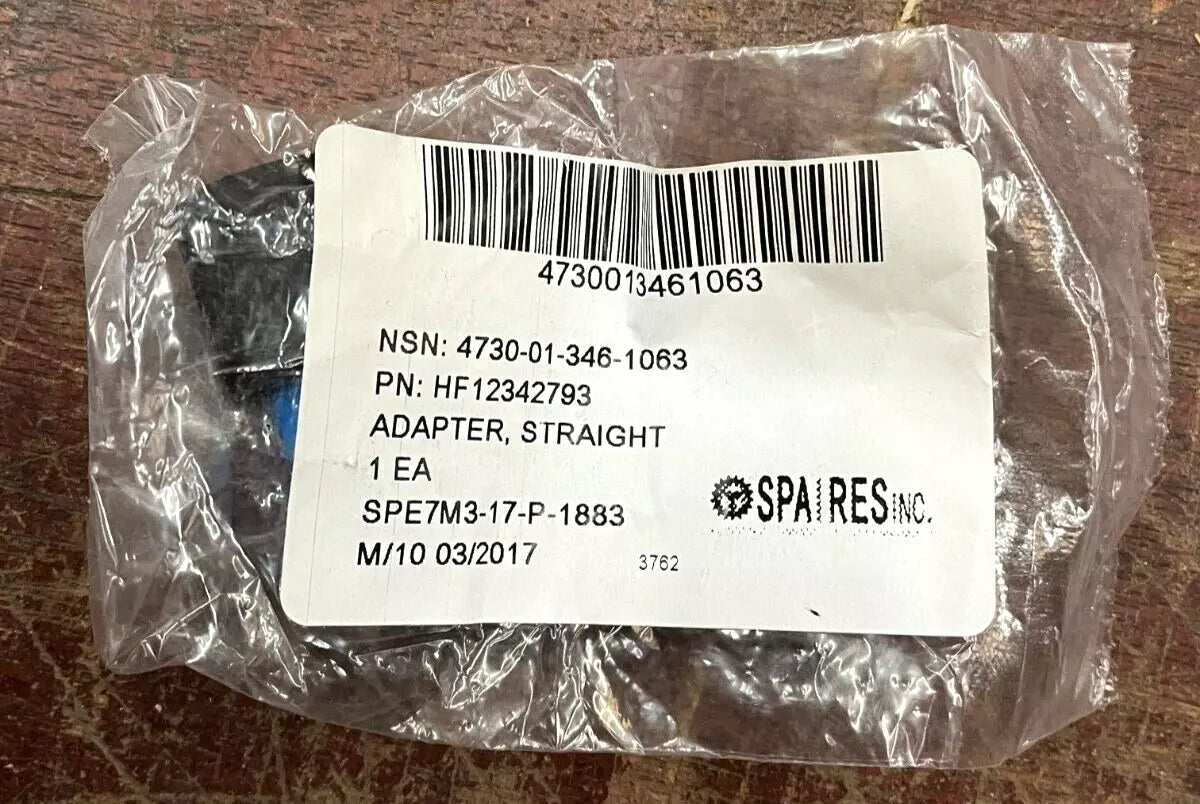 4730013461063
NSN: 4730-01-346-1063
PN: HF12342793
ADAPTER, STRAIGHT
1 EA
SPE7M3-17-P-1883
M/10 03/2017
3762
SPAIRES INC.